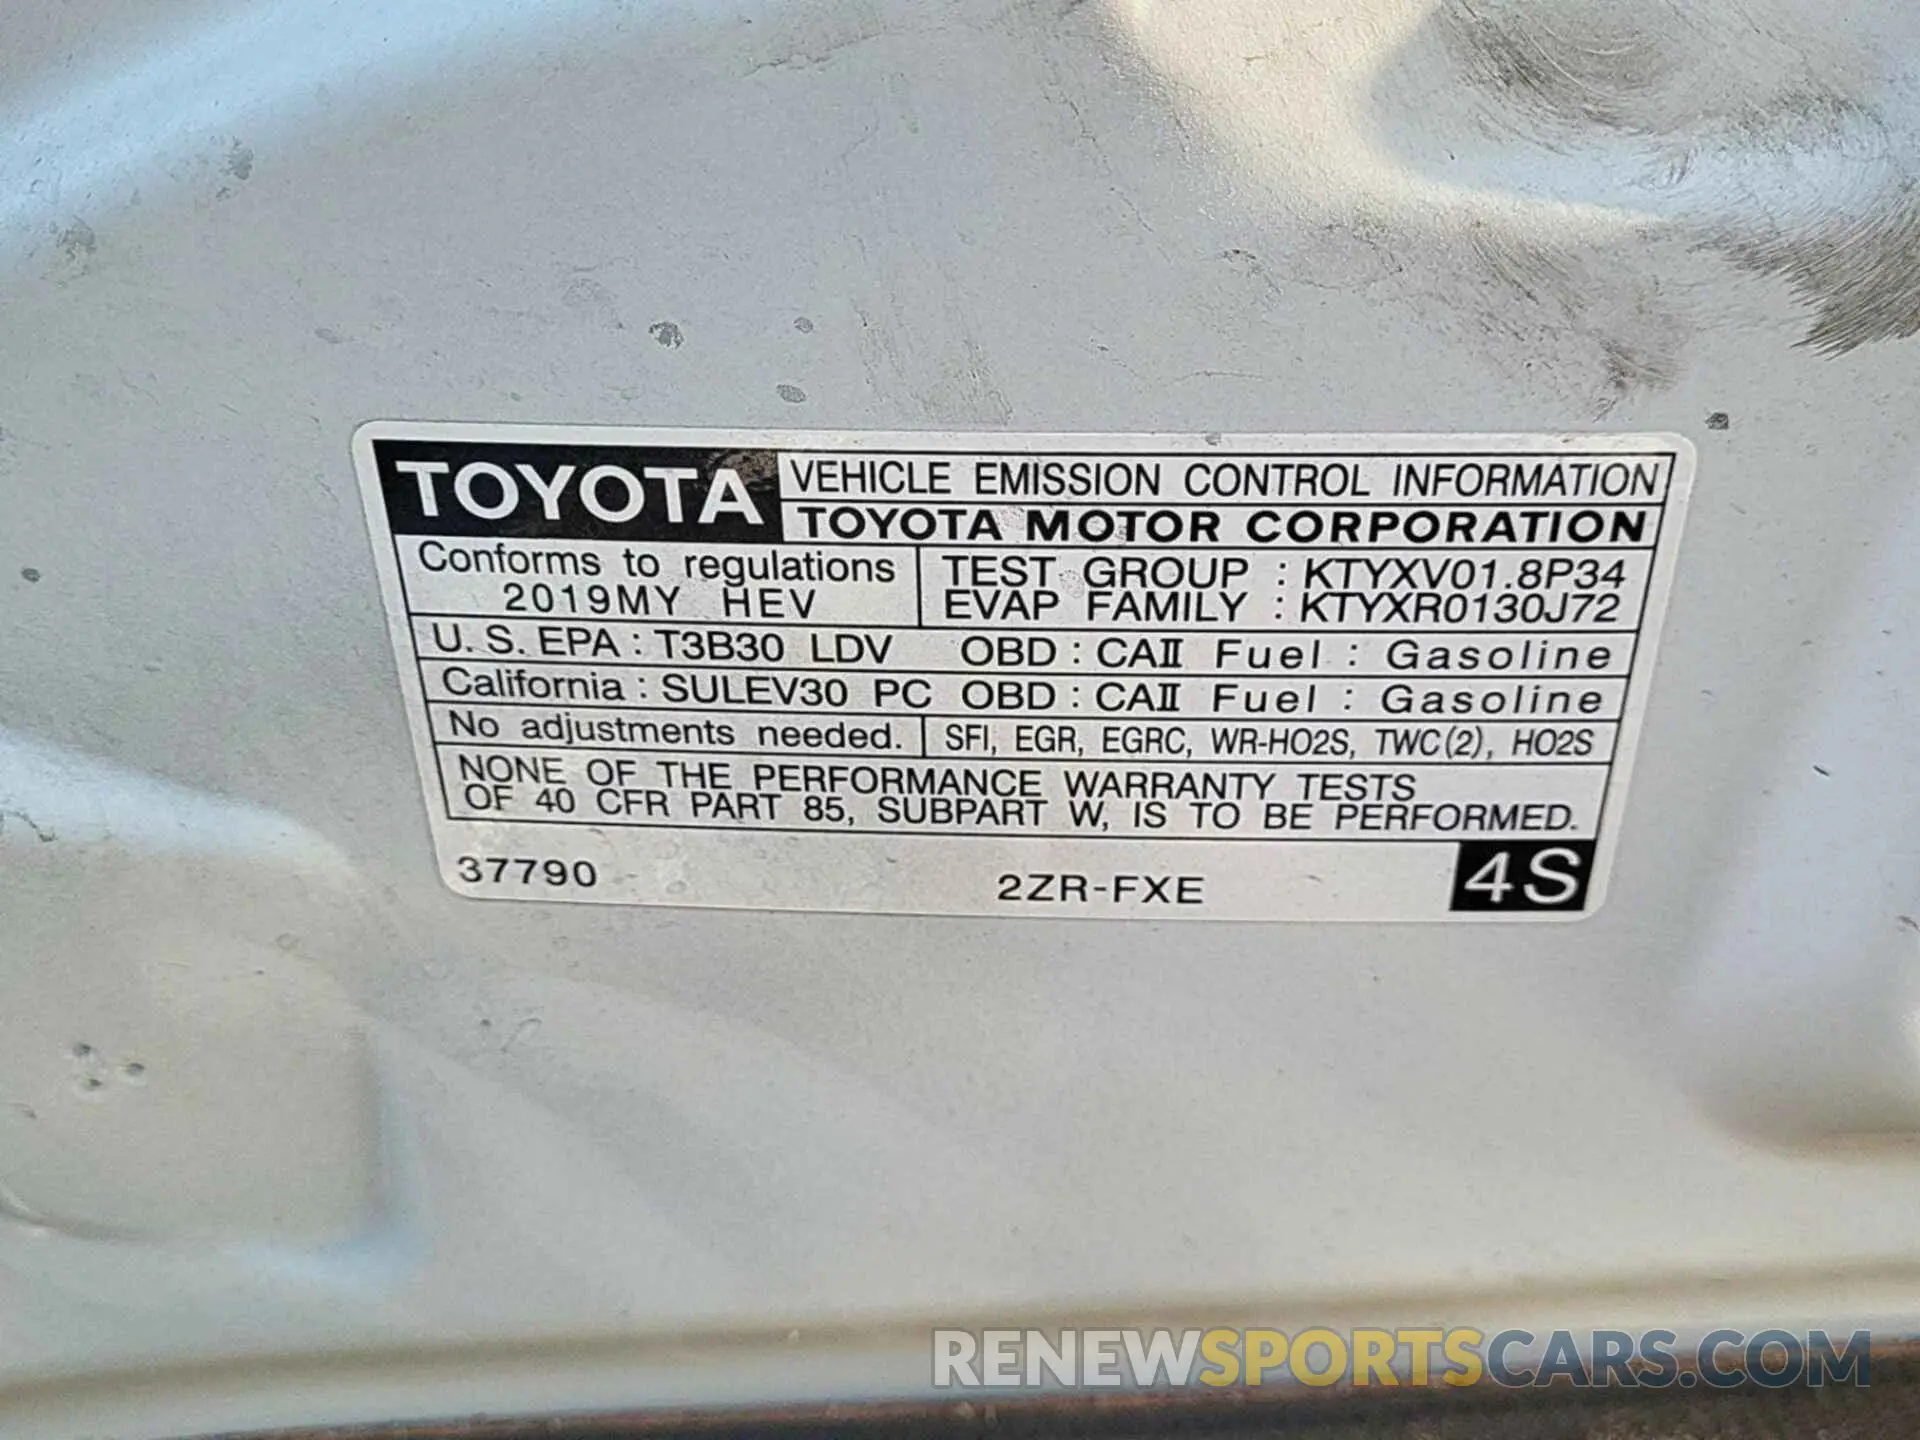 TOYOTA VEHICLE EMISSION CONTROL INFORMATION
TOYOTA MOTOR CORPORATION
Conforms to regulations
2019MY HEV
TEST GROUP : KTYXV01.8P34
EVAP FAMILY : KTYXR0130J72
U.S. EPA : T3B30 LDV OBD : CAII Fuel : Gasoline
California : SULEV30 PC OBD : CAII Fuel : Gasoline
No adjustments needed. SFI, EGR, EGRC, WR-HO2S, TWC(2), HO2S
NONE OF THE PERFORMANCE WARRANTY TESTS
OF 40 CFR PART 85, SUBPART W, IS TO BE PERFORMED.
37790 2ZR-FXE 4S
RENEWSPORTSCARS.COM